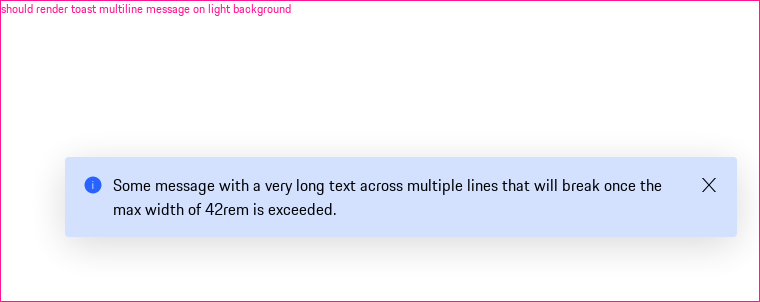 should render toast multiline message on light background
Some message with a very long text across multiple lines that will break once the
max width of 42rem is exceeded.